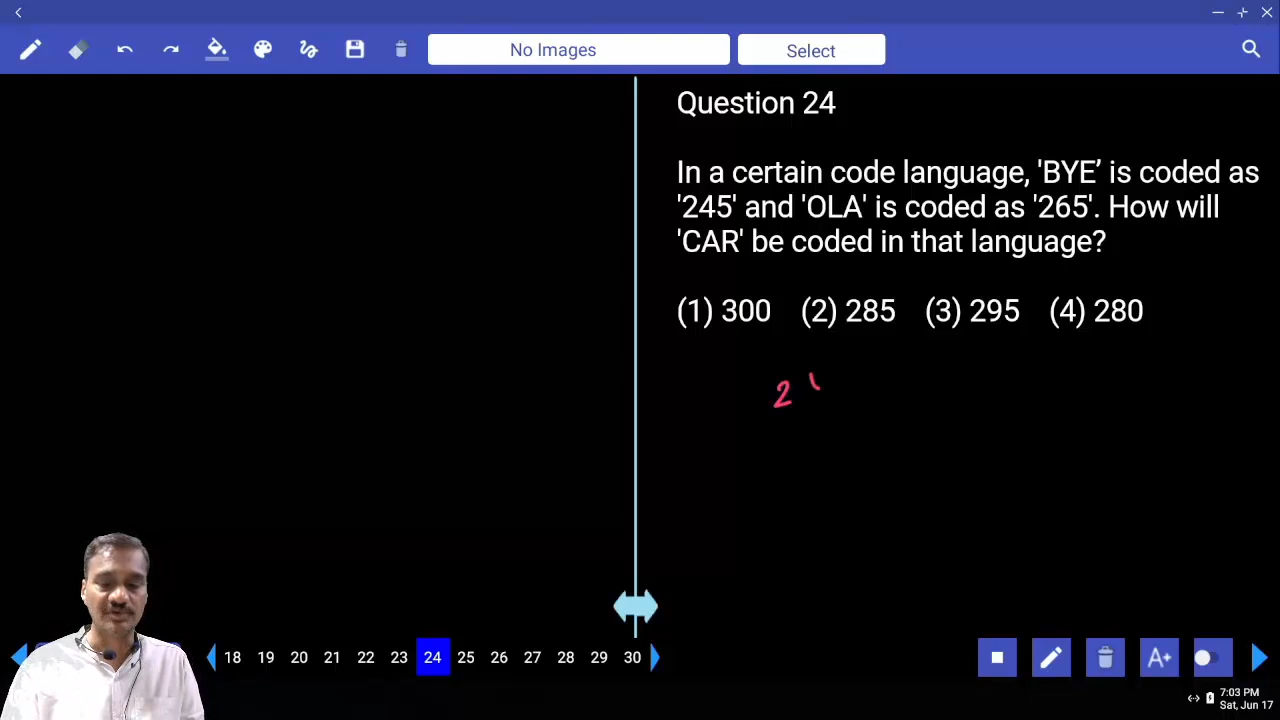 No Images
Select
Question 24
In a certain code language, 'BYE’ is coded as
'245' and 'OLA' is coded as '265'. How will
'CAR' be coded in that language?
(1) 300 (2) 285 (3) 295 (4) 280
2
18 19 20 21 22 23 24 25 26 27 28 29 30
A+
7:03 PM
Sat, Jun 17